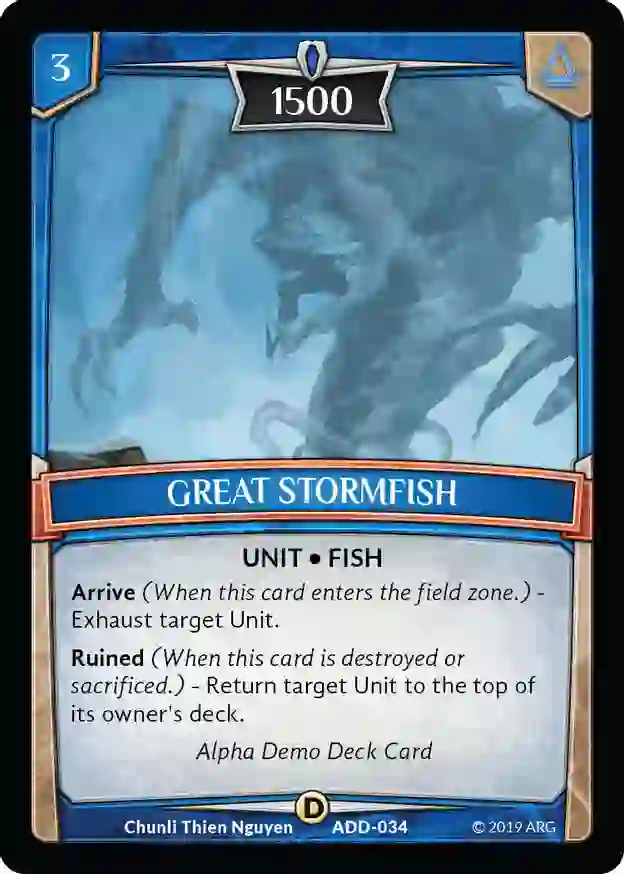 3
1500
GREAT STORMFISH
UNIT • FISH
Arrive (When this card enters the field zone.) -
Exhaust target Unit.
Ruined (When this card is destroyed or
sacrificed.) - Return target Unit to the top of
its owner's deck.
Alpha Demo Deck Card
D
Chunli Thien Nguyen ADD-034 © 2019 ARG